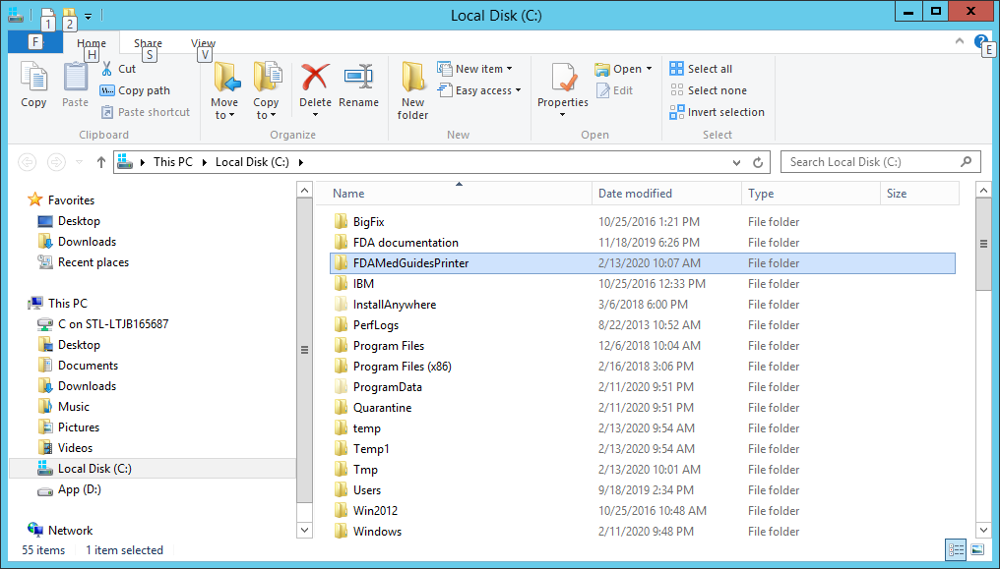 Local Disk (C:)
1 2
F Home Share View
H S V E
Copy
Paste
Cut
Copy path
Paste shortcut
Clipboard
Move to
Copy to
Delete
Rename
Organize
New folder
New item
Easy access
New
Properties
Open
Edit
Open
Select all
Select none
Invert selection
Select
This PC Local Disk (C:)
Search Local Disk (C:)
Favorites
Desktop
Downloads
Recent places
This PC
C on STL-LTJB165687
Desktop
Documents
Downloads
Music
Pictures
Videos
Local Disk (C:)
App (D:)
Network
Name Date modified Type Size
BigFix 10/25/2016 1:21 PM File folder
FDA documentation 11/18/2019 6:26 PM File folder
FDAMedGuidesPrinter 2/13/2020 10:07 AM File folder
IBM 10/25/2016 12:33 PM File folder
InstallAnywhere 3/6/2018 6:00 PM File folder
PerfLogs 8/22/2013 10:52 AM File folder
Program Files 12/6/2018 10:04 AM File folder
Program Files (x86) 2/16/2018 3:06 PM File folder
ProgramData 2/11/2020 9:51 PM File folder
Quarantine 2/11/2020 9:51 PM File folder
temp 2/13/2020 9:54 AM File folder
Temp1 2/13/2020 9:54 AM File folder
Tmp 2/13/2020 10:01 AM File folder
Users 9/18/2019 2:34 PM File folder
Win2012 10/25/2016 10:48 AM File folder
Windows 2/11/2020 9:48 PM File folder
55 items 1 item selected